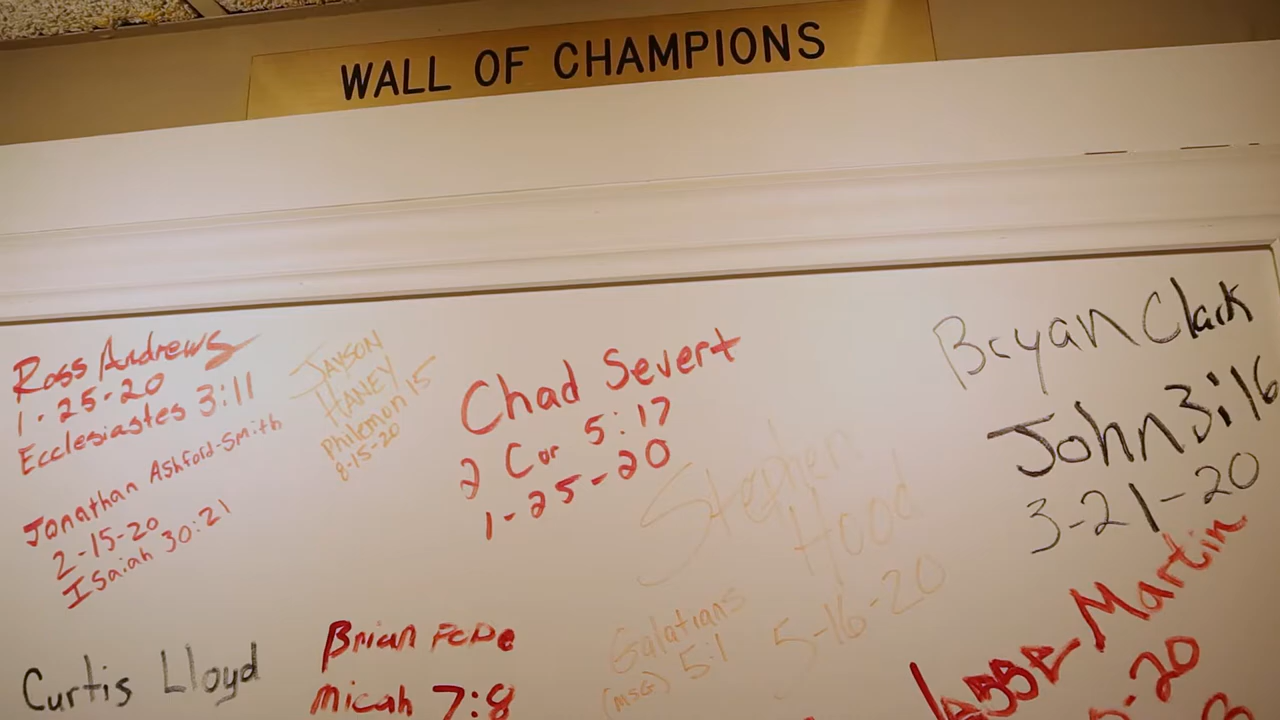 WALL OF CHAMPIONS
Ross Andrews
1-25-20
Ecclesiastes 3:11
Jonathan Ashford-Smith
2-15-20
Isaiah 30:21
JAYSON
HANEY
Philemon 15
8-15-20
Chad Severt
2 Cor 5:17
1-25-20
Stephen
Hood
Galatians
(MSG) 5:1
5-16-20
Bryan Clark
John 3:16
3-21-20
Curtis Lloyd
Brian
Micah 7:8
Martin